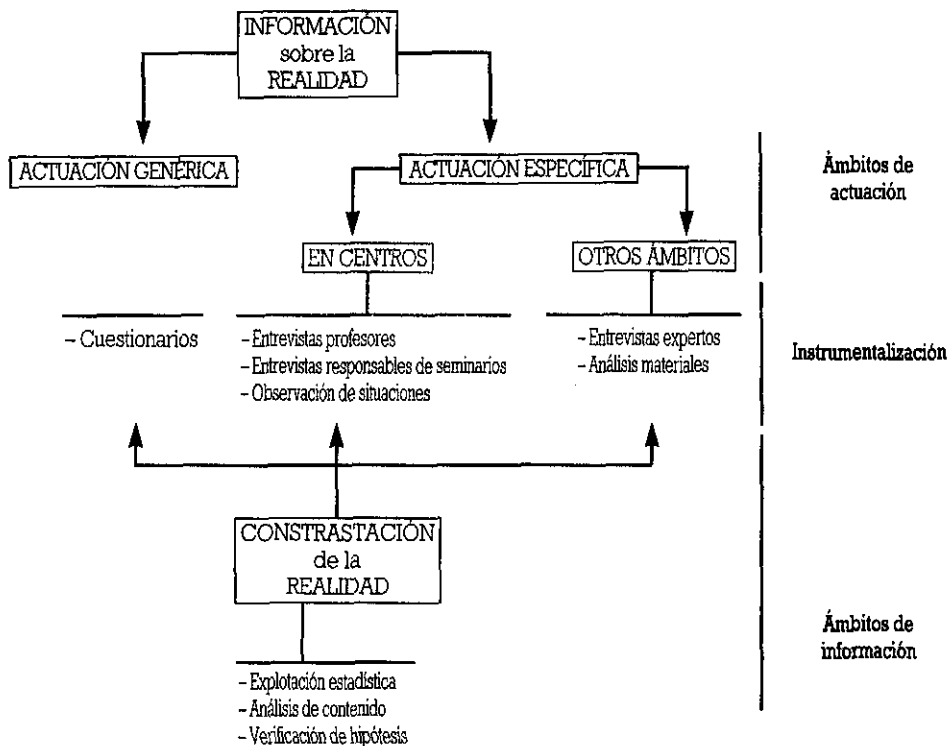 INFORMACIÓN
sobre la
REALIDAD
ACTUACIÓN GENÉRICA
ACTUACIÓN ESPECÍFICA
Ámbitos de
actuación
EN CENTROS
OTROS ÁMBITOS
– Cuestionarios
– Entrevistas profesores
– Entrevistas responsables de seminarios
– Observación de situaciones
– Entrevistas expertos
– Análisis materiales
Instrumentalización
CONSTRASTACIÓN
de la
REALIDAD
Ámbitos de
información
– Explotación estadística
– Análisis de contenido
– Verificación de hipótesis